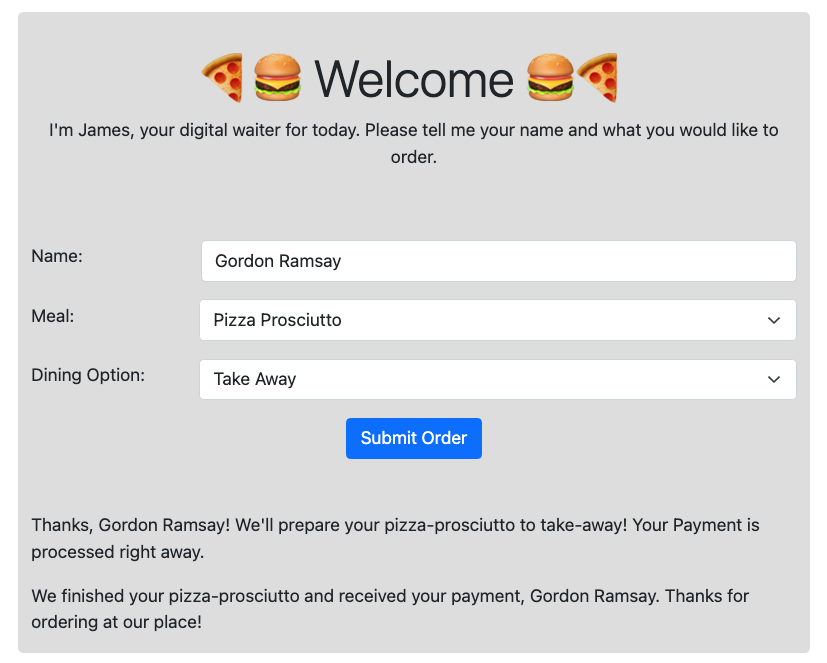 🍕🍔 Welcome 🍔🍕
I'm James, your digital waiter for today. Please tell me your name and what you would like to
order.
Name:
Gordon Ramsay
Meal:
Pizza Prosciutto
Dining Option:
Take Away
Submit Order
Thanks, Gordon Ramsay! We'll prepare your pizza-prosciutto to take-away! Your Payment is
processed right away.
We finished your pizza-prosciutto and received your payment, Gordon Ramsay. Thanks for
ordering at our place!